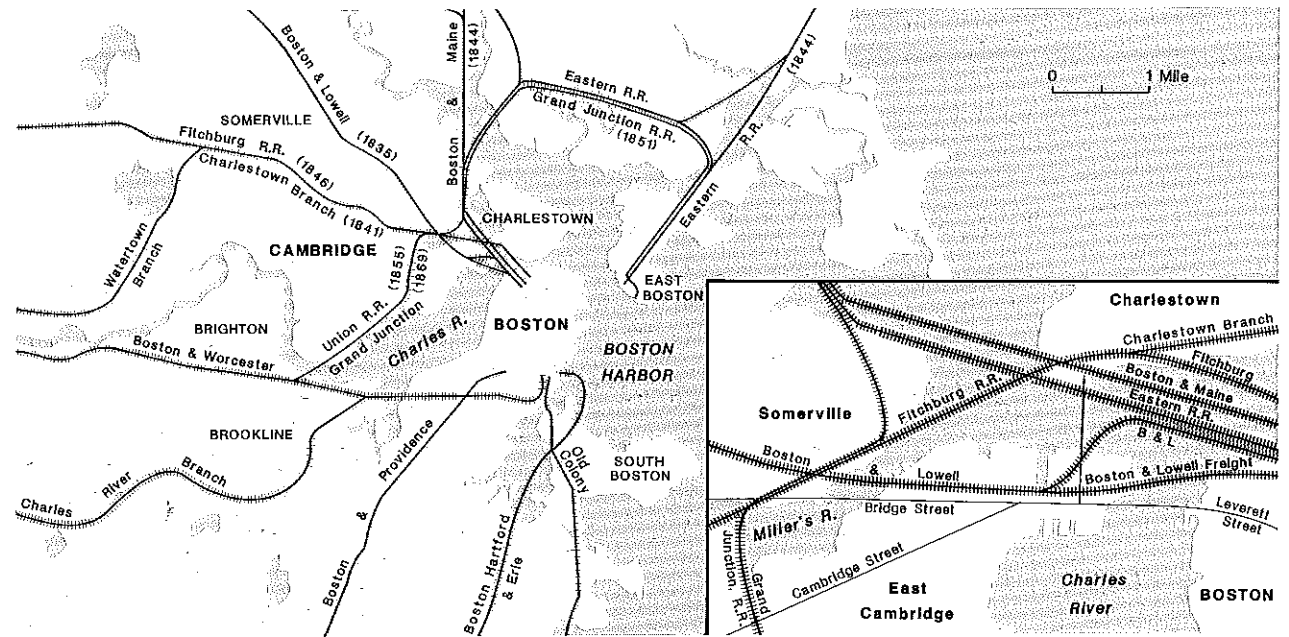 Boston & Lowell (1835)
Boston & Maine (1844)
Eastern R.R.
Grand Junction R.R.
(1851)
Eastern R.R. (1844)
0 1 Mile
SOMERVILLE
Fitchburg R.R. (1846)
Charlestown Branch (1841)
CHARLESTOWN
Watertown
Branch
CAMBRIDGE
Union R.R. (1855)
Grand Junction (1869)
Charles R.
EAST
BOSTON
BRIGHTON
BOSTON
Boston & Worcester
BOSTON
HARBOR
BROOKLINE
Charles River Branch
Boston & Providence
Old
Colony
SOUTH
BOSTON
Boston Hartford
& Erie
Charlestown
Charlestown Branch
Fitchburg
Boston & Maine
Eastern R.R.
B & L
Fitchburg R.R.
Somerville
Boston & Lowell
Boston & Lowell Freight
Bridge Street
Leverett
Street
Miller's R.
Cambridge Street
Grand
Junction R.R.
East
Cambridge
Charles
River
BOSTON